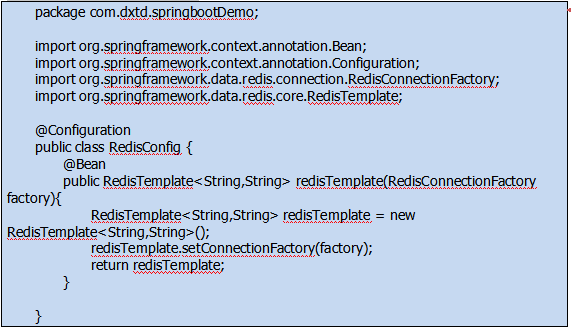 package com.dxtd.springbootDemo;
import org.springframework.context.annotation.Bean;
import org.springframework.context.annotation.Configuration;
import org.springframework.data.redis.connection.RedisConnectionFactory;
import org.springframework.data.redis.core.RedisTemplate;
@Configuration
public class RedisConfig {
@Bean
public RedisTemplate<String,String> redisTemplate(RedisConnectionFactory
factory){
RedisTemplate<String,String> redisTemplate = new
RedisTemplate<String,String>();
redisTemplate.setConnectionFactory(factory);
return redisTemplate;
}
}